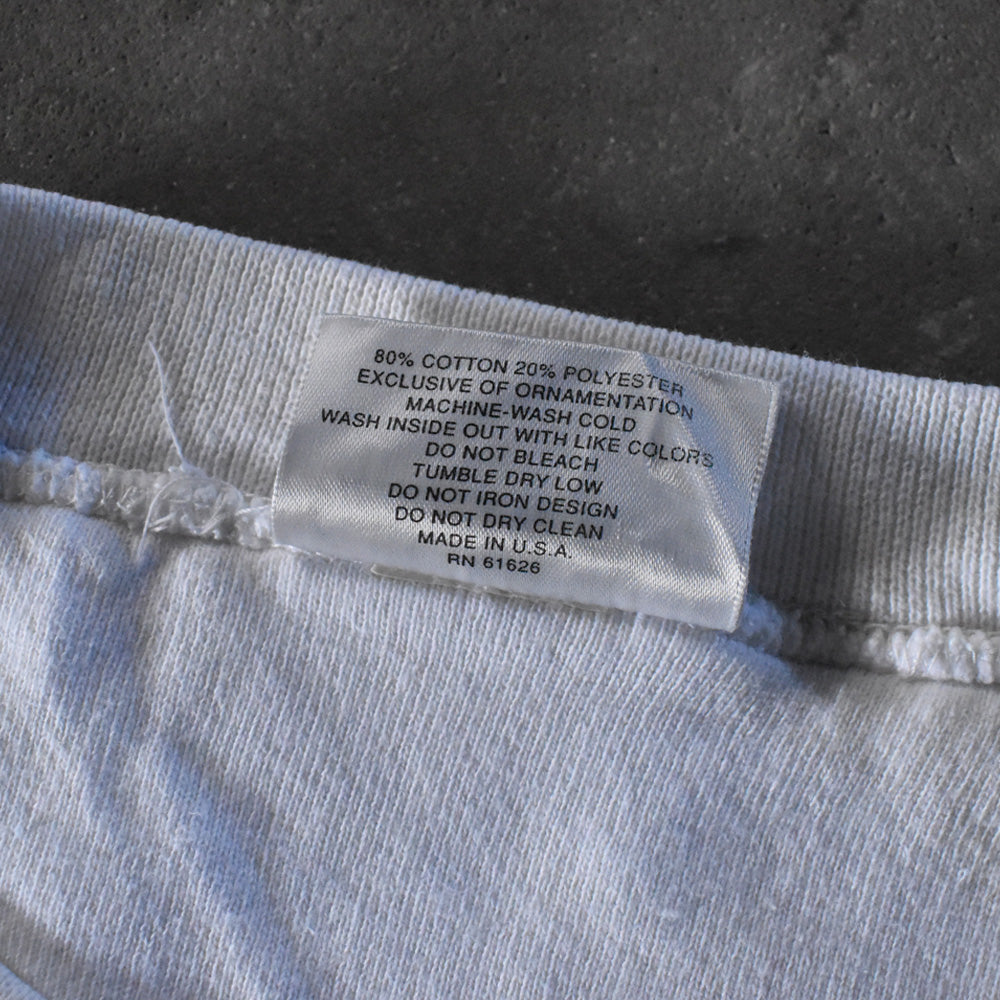 80% COTTON 20% POLYESTER
EXCLUSIVE OF ORNAMENTATION
MACHINE-WASH COLD
WASH INSIDE OUT WITH LIKE COLORS
DO NOT BLEACH
TUMBLE DRY LOW
DO NOT IRON DESIGN
DO NOT DRY CLEAN
MADE IN U.S.A.
RN 61626